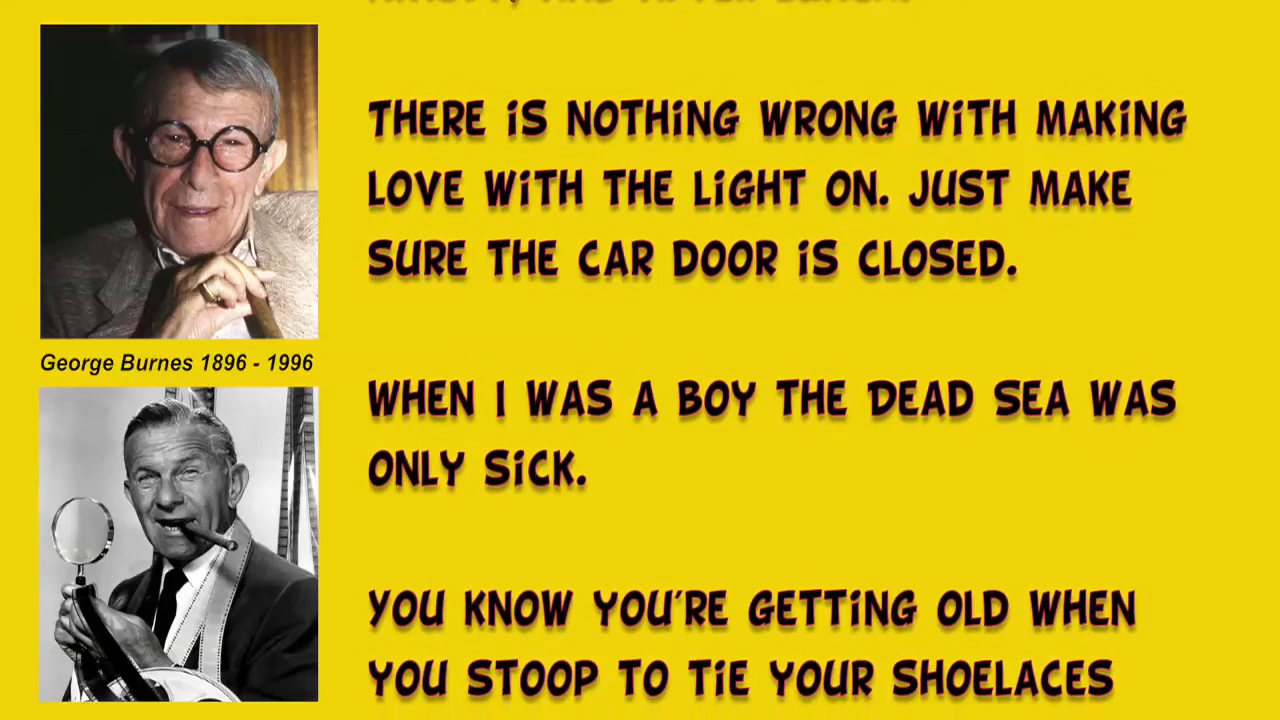 THERE IS NOTHING WRONG WITH MAKING
LOVE WITH THE LIGHT ON. JUST MAKE
SURE THE CAR DOOR IS CLOSED.
George Burnes 1896 - 1996
WHEN I WAS A BOY THE DEAD SEA WAS
ONLY SICK.
YOU KNOW YOU'RE GETTING OLD WHEN
YOU STOOP TO TIE YOUR SHOELACES